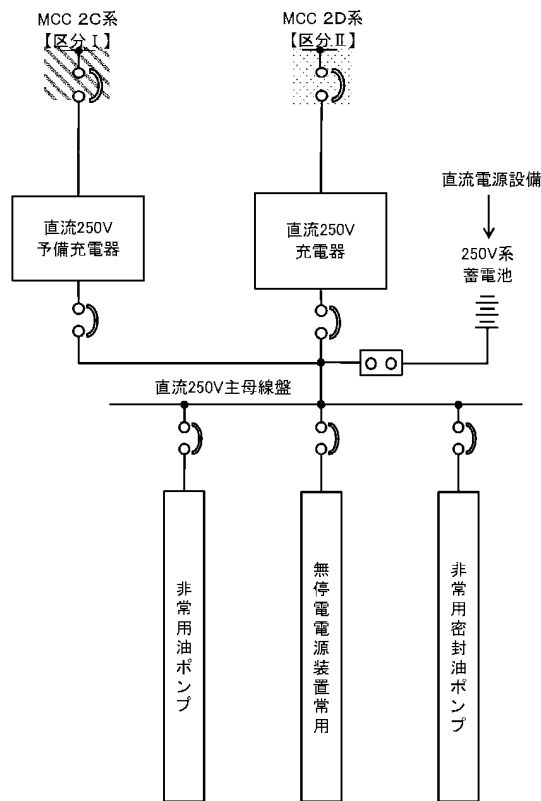 MCC 2C系
【区分Ⅰ】
MCC 2D系
【区分Ⅱ】
直流電源設備
直流250V
予備充電器
直流250V
充電器
250V系
蓄電池
直流250V主母線盤
非常用油ポンプ
無停電電源装置常用
非常用密封油ポンプ